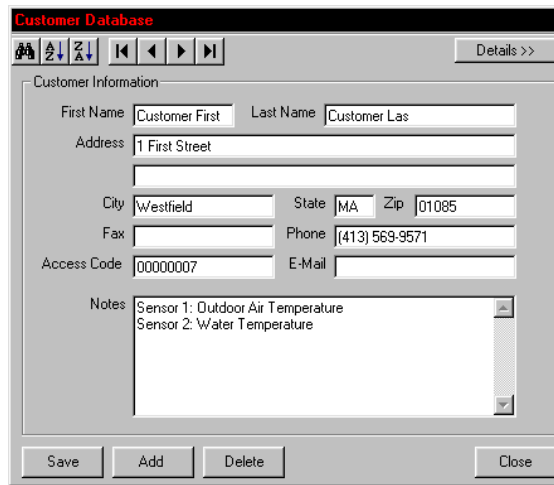 Customer Database
Details >>
Customer Information
First Name Customer First Last Name Customer Las
Address 1 First Street
City Westfield State MA Zip 01085
Fax Phone (413) 569-9571
Access Code 00000007 E-Mail
Notes Sensor 1: Outdoor Air Temperature
Sensor 2: Water Temperature
Save Add Delete Close